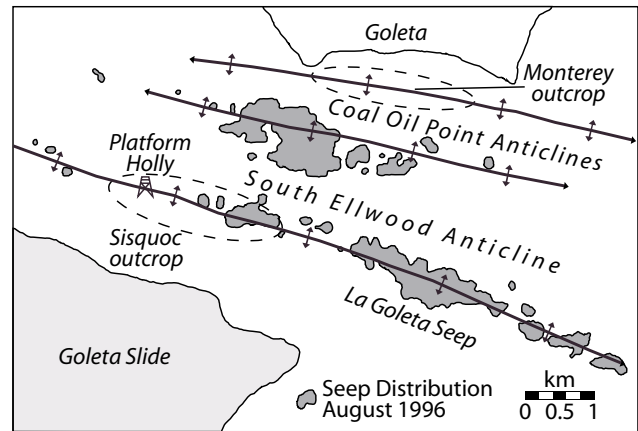 Goleta
Monterey
outcrop
Coal Oil Point Anticlines
Platform
Holly
South Ellwood Anticline
Sisquoc
outcrop
La Goleta Seep
Goleta Slide
Seep Distribution
August 1996
km
0 0.5 1